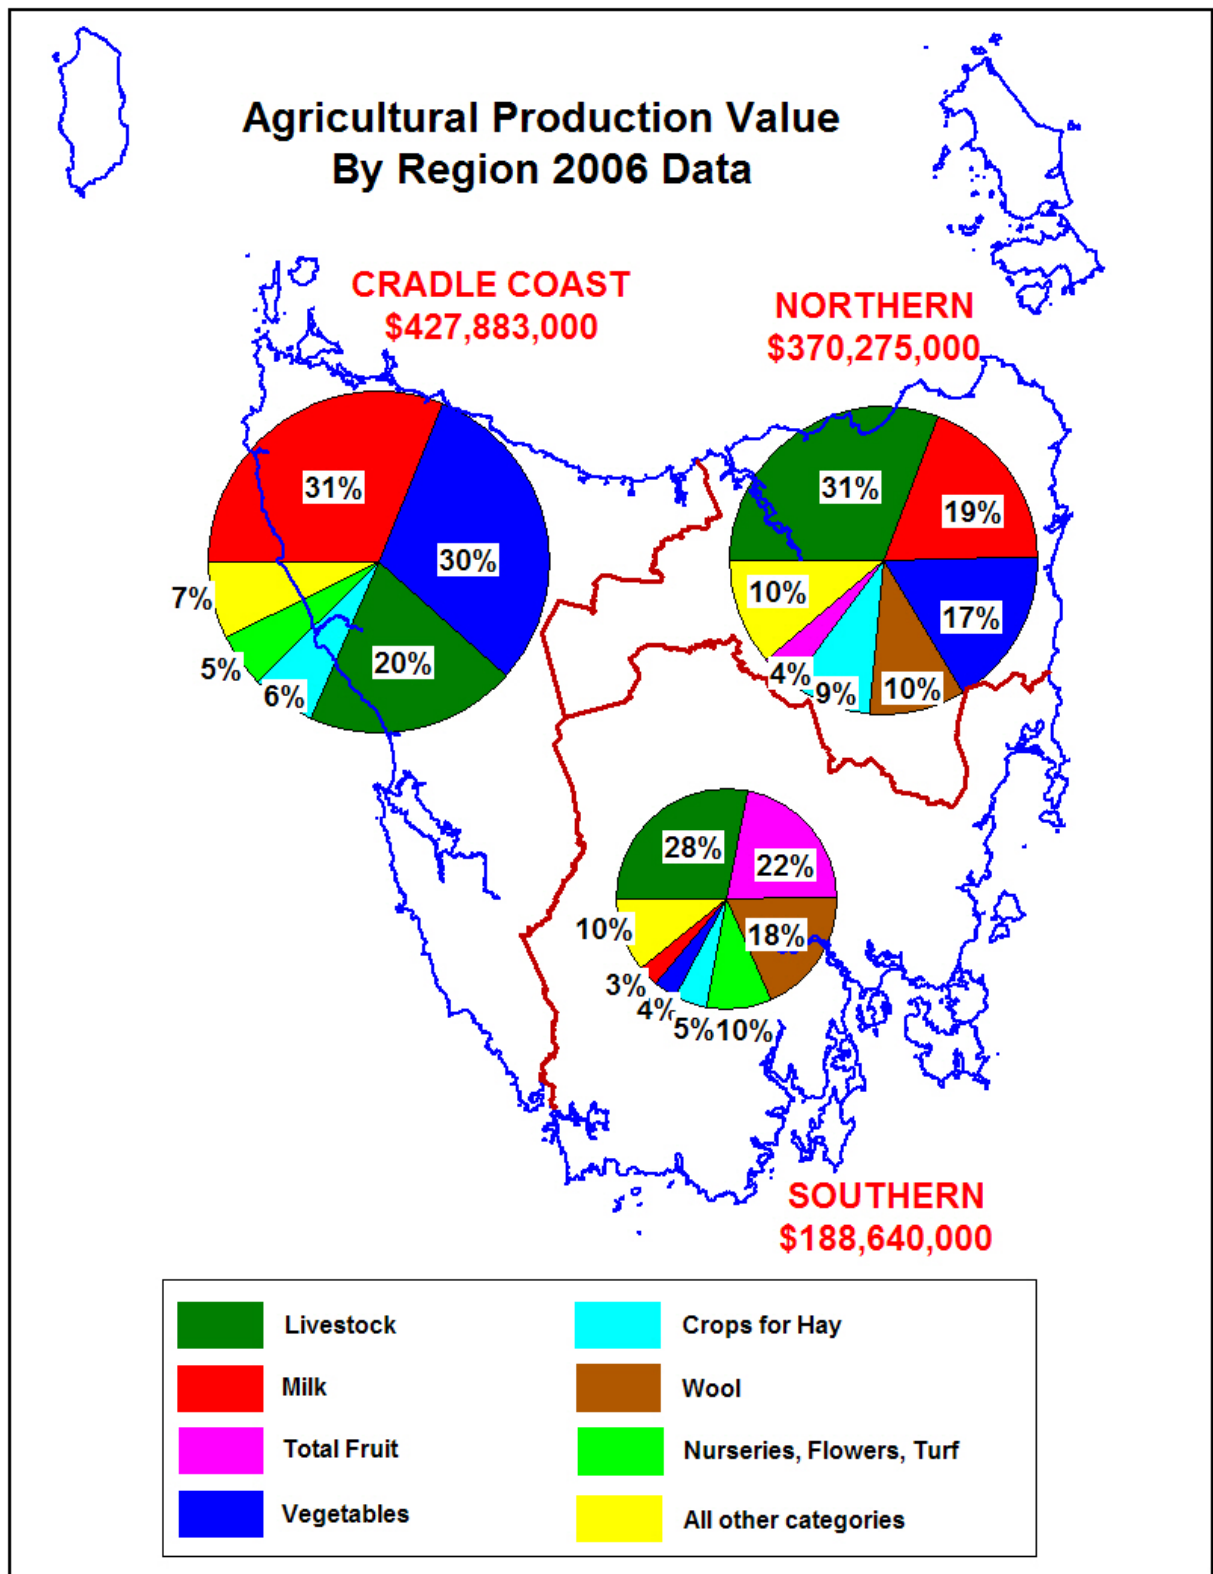 Agricultural Production Value
By Region 2006 Data
CRADLE COAST
$427,883,000
NORTHERN
$370,275,000
31%
30%
20%
6%
5%
7%
31%
19%
17%
10%
9%
4%
10%
28%
22%
18%
10%
5%
4%
3%
10%
SOUTHERN
$188,640,000
Livestock
Milk
Total Fruit
Vegetables
Crops for Hay
Wool
Nurseries, Flowers, Turf
All other categories